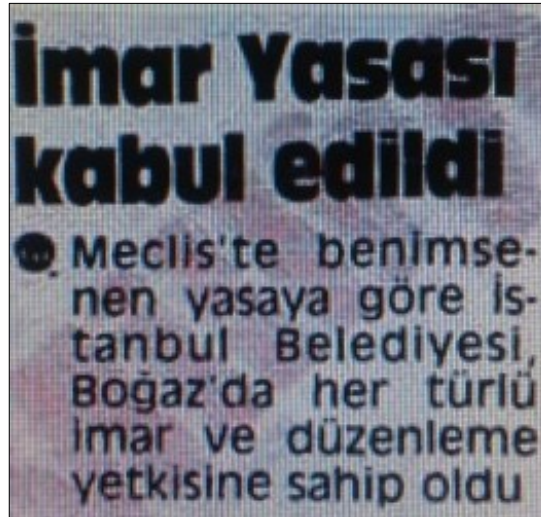 İmar Yasası
kabul edildi
Meclis'te benimse-
nen yasaya göre İs-
tanbul Belediyesi,
Boğaz'da her türlü
imar ve düzenleme
yetkisine sahip oldu